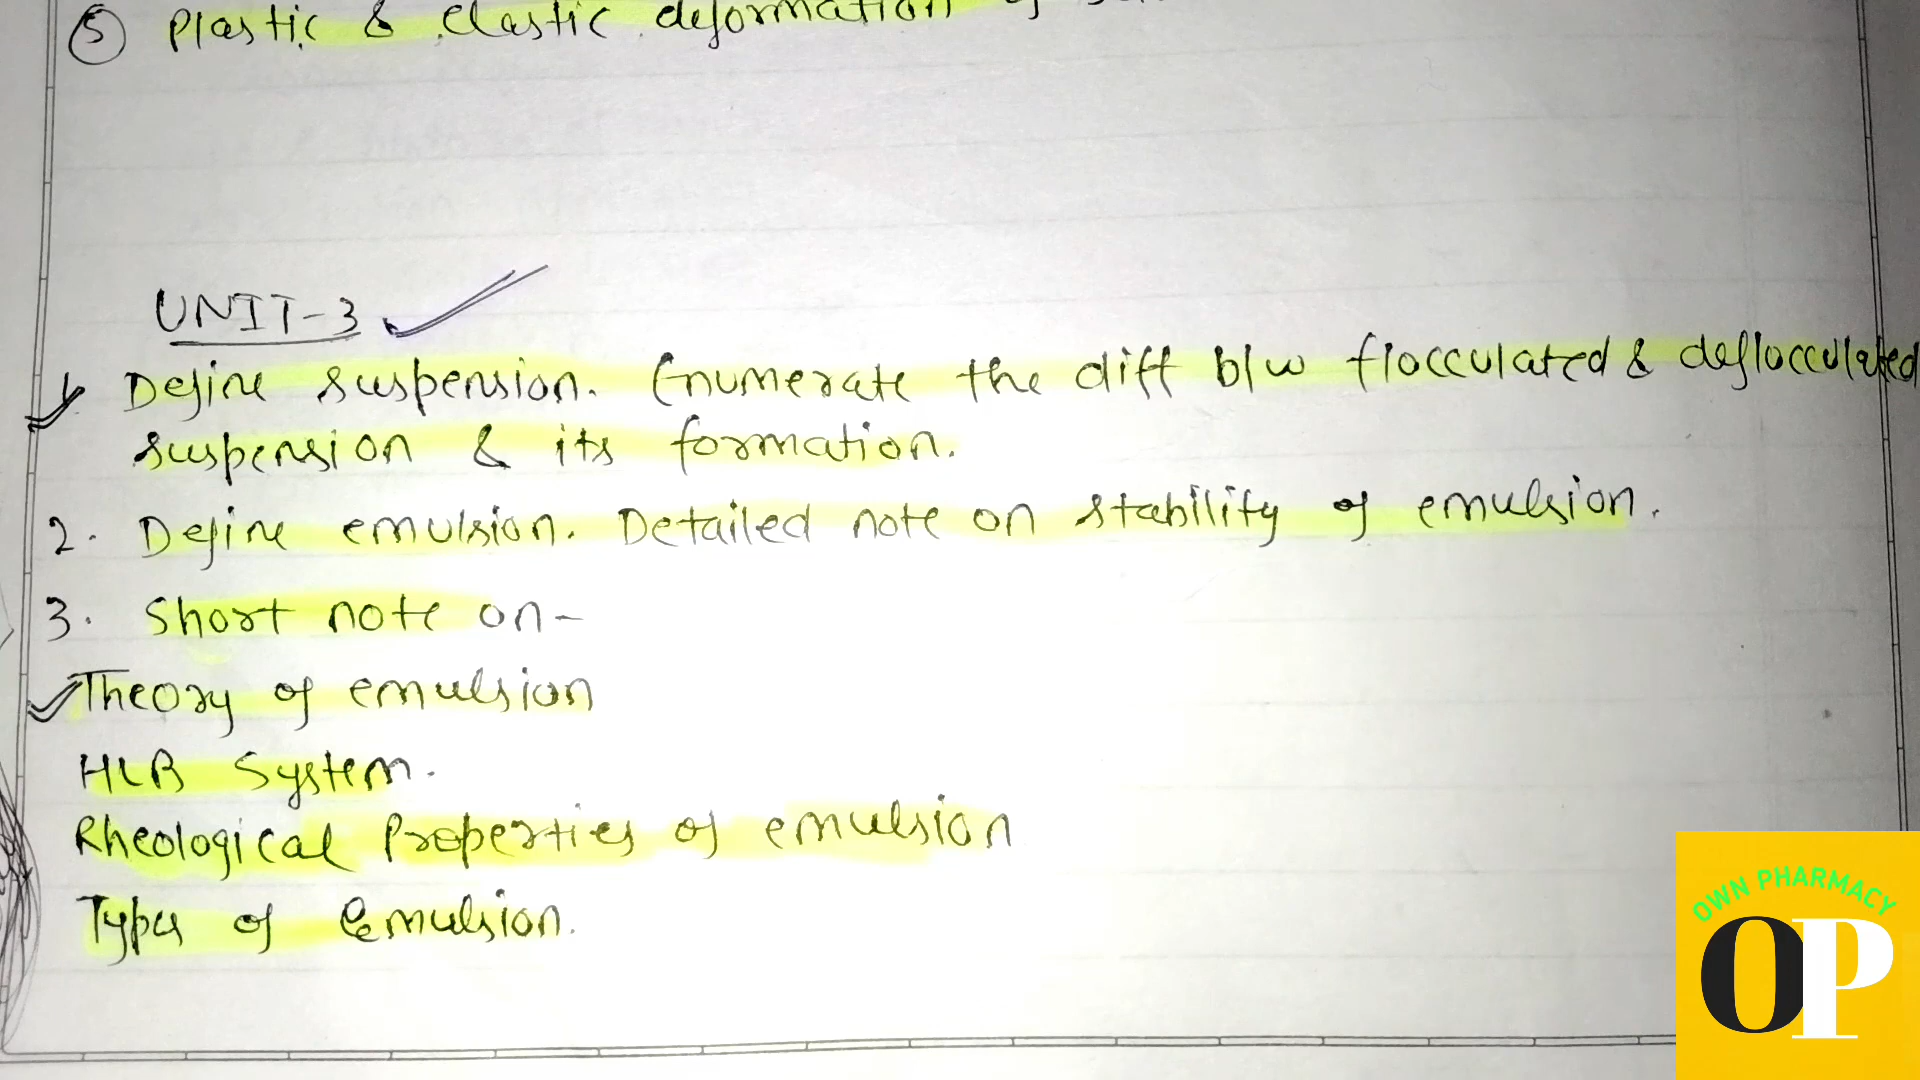 ⑤ Plastic & Elastic deformation of
UNIT-3
1. Define suspension. Enumerate the diff b/w flocculated & deflocculated
suspension & its formation.
2. Define emulsion. Detailed note on stability of emulsion.
3. Short note on-
Theory of emulsion
HLB System.
Rheological Properties of emulsion
Types of Emulsion.
OWN PHARMACY
OP